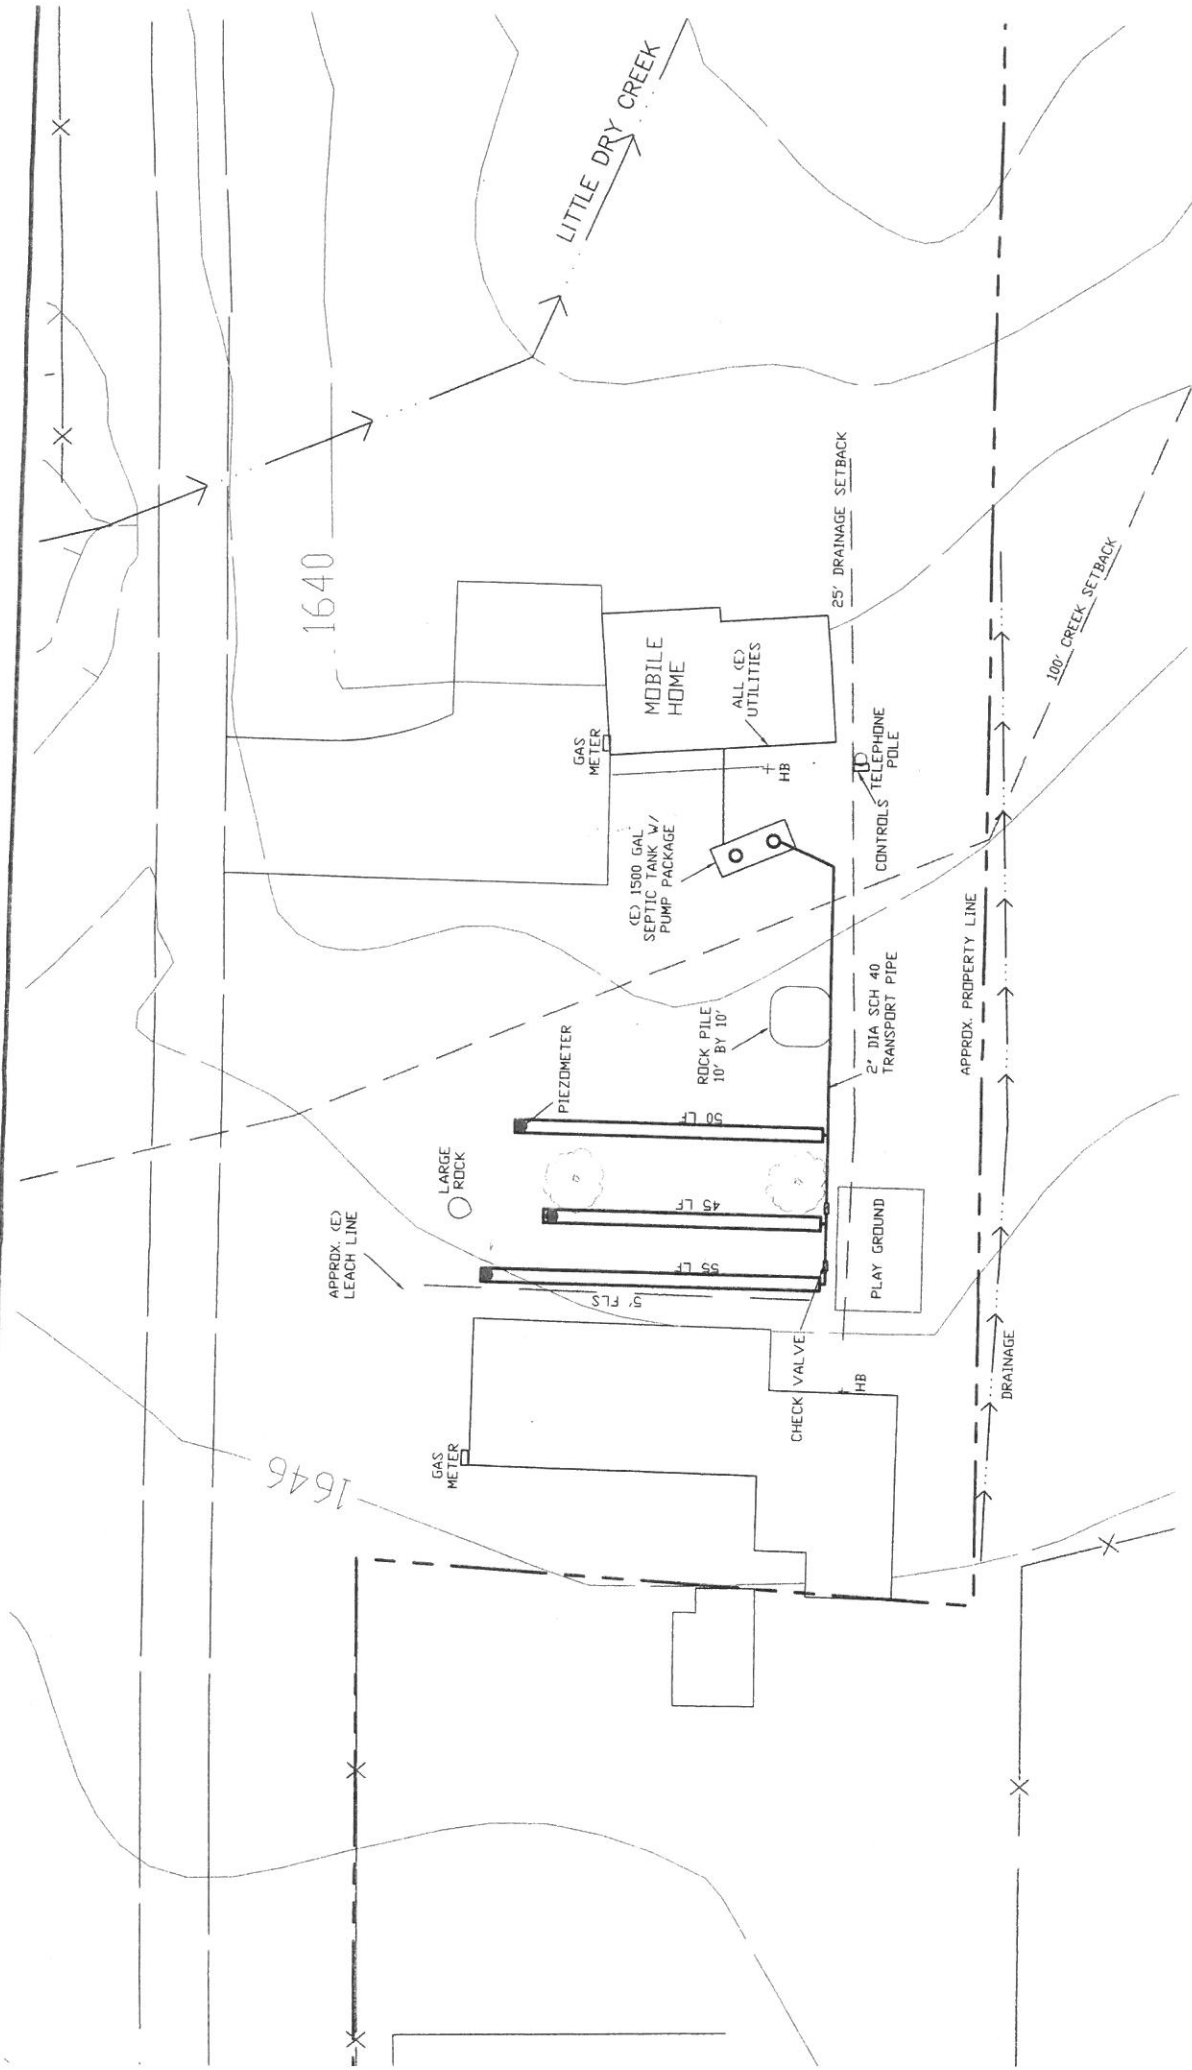 LITTLE DRY CREEK
1640
25' DRAINAGE SETBACK
100' CREEK SETBACK
MOBILE
HOME
ALL (E)
UTILITIES
GAS
METER
HB
TELEPHONE
POLE
CONTROLS
(E) 1500 GAL
SEPTIC TANK W/
PUMP PACKAGE
APPROX. PROPERTY LINE
2" DIA SCH 40
TRANSPORT PIPE
ROCK PILE
10' BY 10'
PIEZOMETER
50 LF
LARGE
ROCK
45 LF
APPROX. (E)
LEACH LINE
55 LF
5' FLS
PLAY GROUND
CHECK VALVE
HB
DRAINAGE
GAS
METER
1646